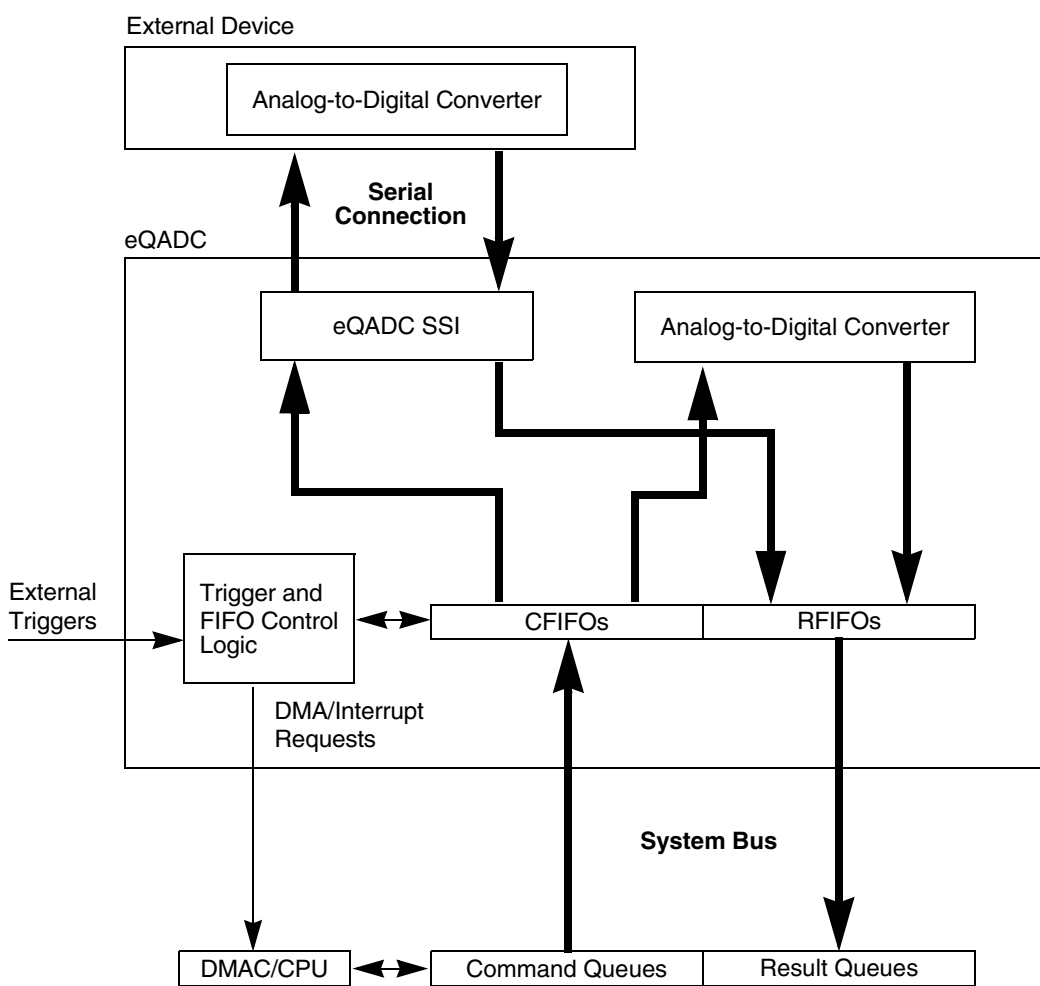 External Device
Analog-to-Digital Converter
Serial
Connection
eQADC
eQADC SSI
Analog-to-Digital Converter
External
Triggers
Trigger and
FIFO Control
Logic
CFIFOs
RFIFOs
DMA/Interrupt
Requests
System Bus
DMAC/CPU
Command Queues
Result Queues